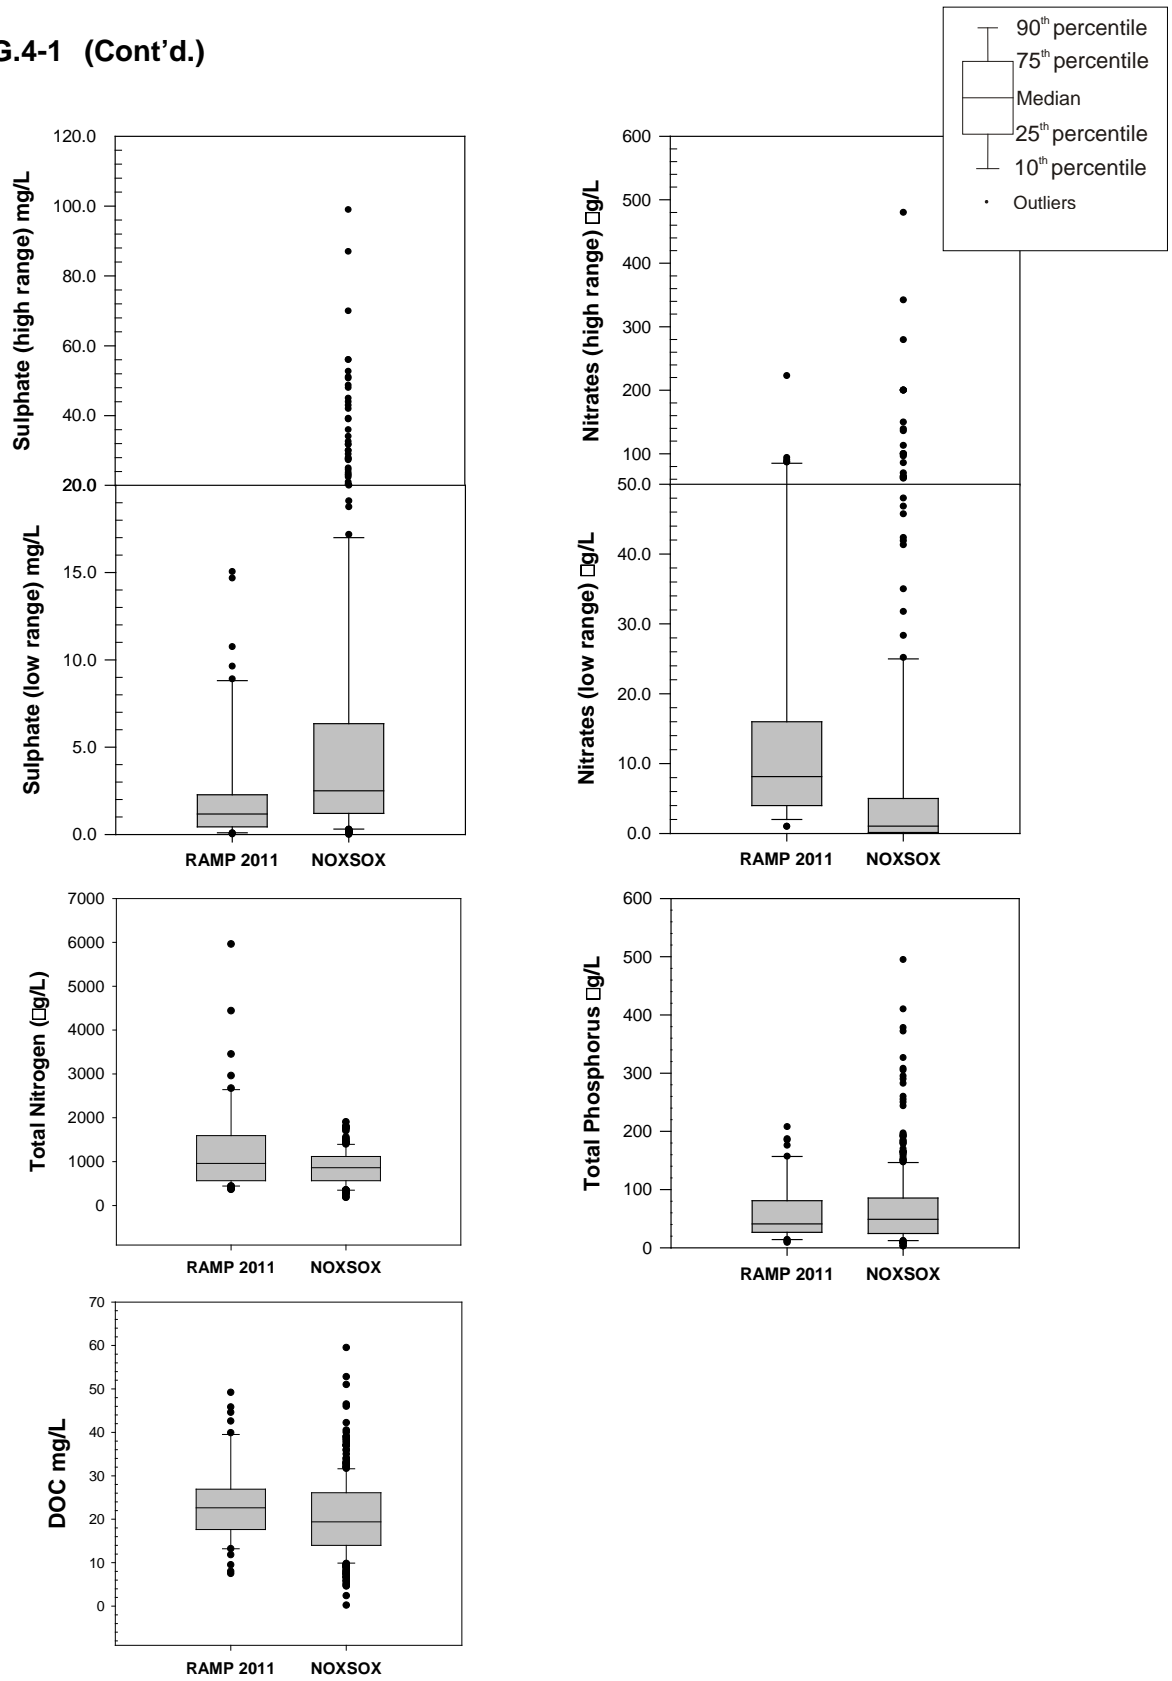 G.4-1 (Cont’d.)
90th percentile
75th percentile
Median
25th percentile
10th percentile
Outliers
Sulphate (high range) mg/L
120.0
100.0
80.0
60.0
40.0
20.0
Sulphate (low range) mg/L
20.0
15.0
10.0
5.0
0.0
RAMP 2011 NOXSOX
Nitrates (high range) □g/L
600
500
400
300
200
100
Nitrates (low range) □g/L
50.0
40.0
30.0
20.0
10.0
0.0
RAMP 2011 NOXSOX
Total Nitrogen (□g/L)
7000
6000
5000
4000
3000
2000
1000
0
RAMP 2011 NOXSOX
Total Phosphorus □g/L
600
500
400
300
200
100
0
RAMP 2011 NOXSOX
DOC mg/L
70
60
50
40
30
20
10
0
RAMP 2011 NOXSOX